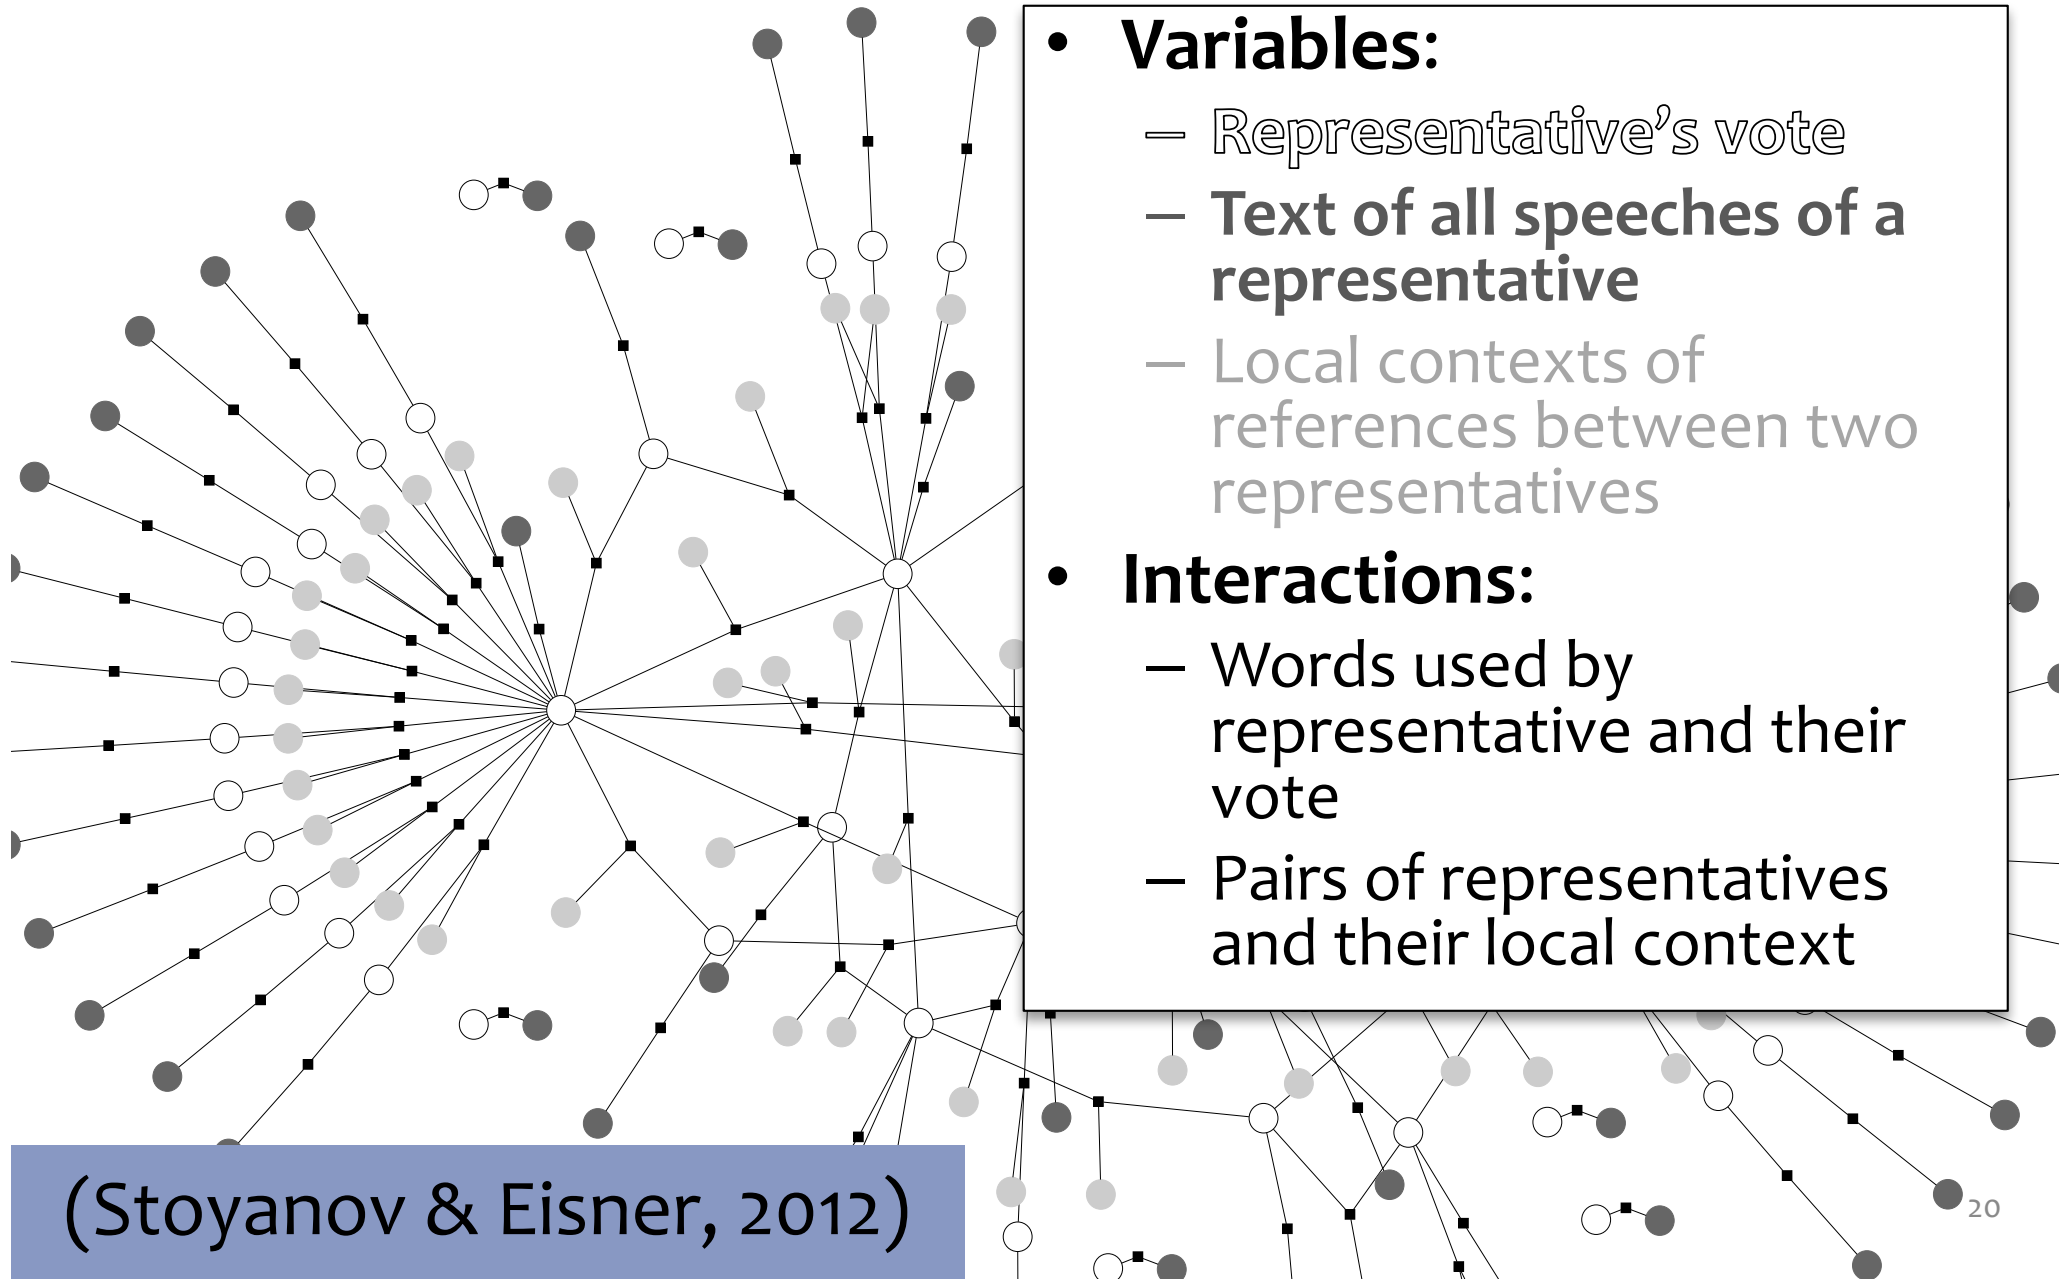 • Variables:
– Representative’s vote
– Text of all speeches of a
representative
– Local contexts of
references between two
representatives
• Interactions:
– Words used by
representative and their
vote
– Pairs of representatives
and their local context
(Stoyanov & Eisner, 2012)
20